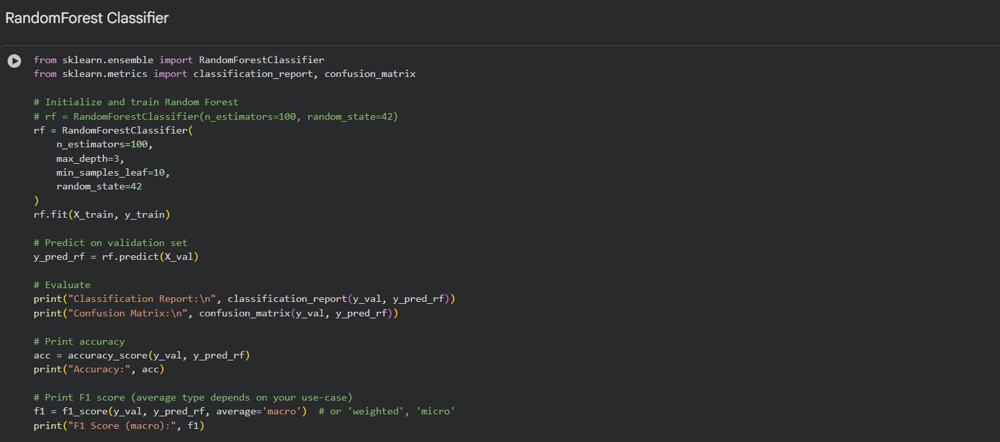 RandomForest Classifier
from sklearn.ensemble import RandomForestClassifier
from sklearn.metrics import classification_report, confusion_matrix
# Initialize and train Random Forest
# rf = RandomForestClassifier(n_estimators=100, random_state=42)
rf = RandomForestClassifier(
    n_estimators=100,
    max_depth=3,
    min_samples_leaf=10,
    random_state=42
)
rf.fit(X_train, y_train)
# Predict on validation set
y_pred_rf = rf.predict(X_val)
# Evaluate
print("Classification Report:\n", classification_report(y_val, y_pred_rf))
print("Confusion Matrix:\n", confusion_matrix(y_val, y_pred_rf))
# Print accuracy
acc = accuracy_score(y_val, y_pred_rf)
print("Accuracy:", acc)
# Print F1 score (average type depends on your use-case)
f1 = f1_score(y_val, y_pred_rf, average='macro')  # or 'weighted', 'micro'
print("F1 Score (macro):", f1)